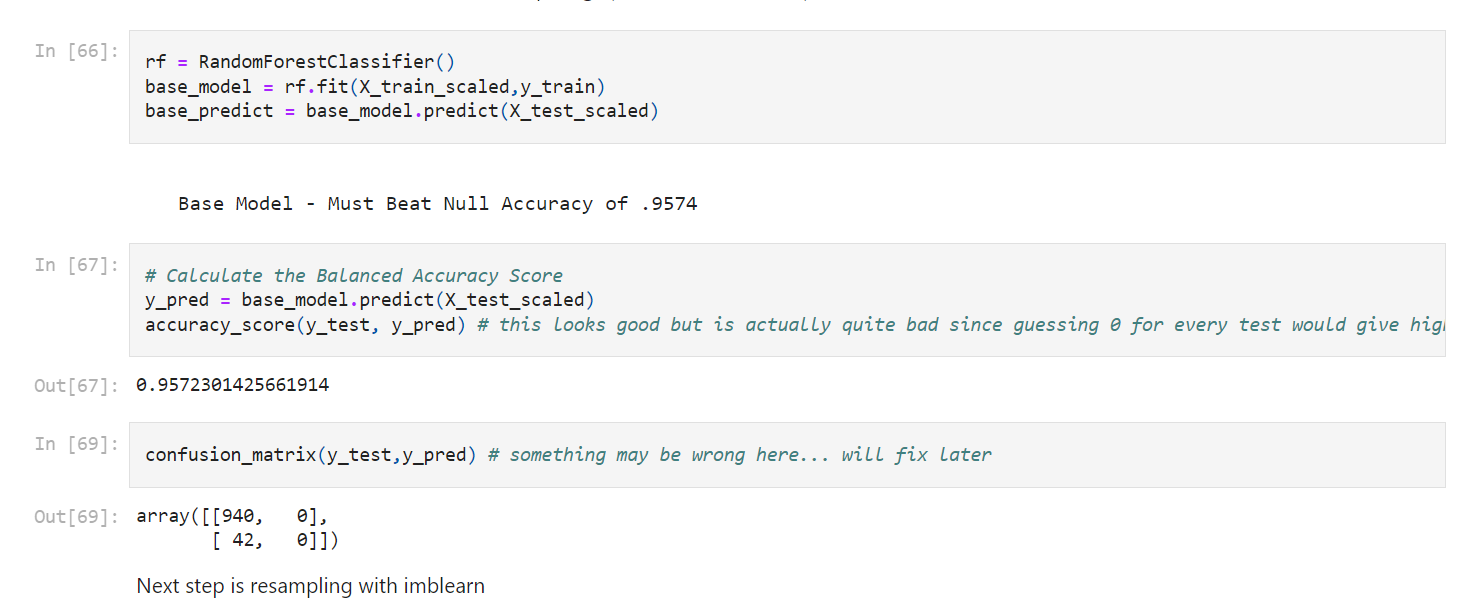 In [66]:
rf = RandomForestClassifier()
base_model = rf.fit(X_train_scaled,y_train)
base_predict = base_model.predict(X_test_scaled)
Base Model - Must Beat Null Accuracy of .9574
In [67]:
# Calculate the Balanced Accuracy Score
y_pred = base_model.predict(X_test_scaled)
accuracy_score(y_test, y_pred) # this looks good but is actually quite bad since guessing 0 for every test would give
Out[67]: 0.9572301425661914
In [69]:
confusion_matrix(y_test,y_pred) # something may be wrong here... will fix later
Out[69]: array([[940,   0],
       [ 42,   0]])
Next step is resampling with imblearn